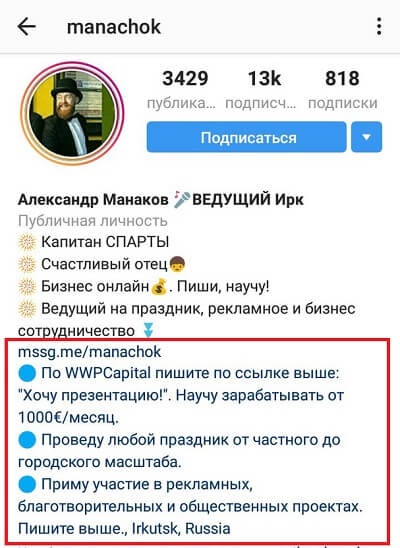 manachok
3429 13k 818
публика... подписч... подписки
Подписаться
Александр Манаков 🎤ВЕДУЩИЙ Ирк
Публичная личность
🔆 Капитан СПАРТЫ
🔆 Счастливый отец👦
🔆 Бизнес онлайн💰. Пиши, научу!
🔆 Ведущий на праздник, рекламное и бизнес
сотрудничество ⏬
mssg.me/manachok
🔵 По WWPCapital пишите по ссылке выше:
"Хочу презентацию!". Научу зарабатывать от
1000€/месяц.
🔵 Проведу любой праздник от частного до
городского масштаба.
🔵 Приму участие в рекламных,
благотворительных и общественных проектах.
Пишите выше., Irkutsk, Russia